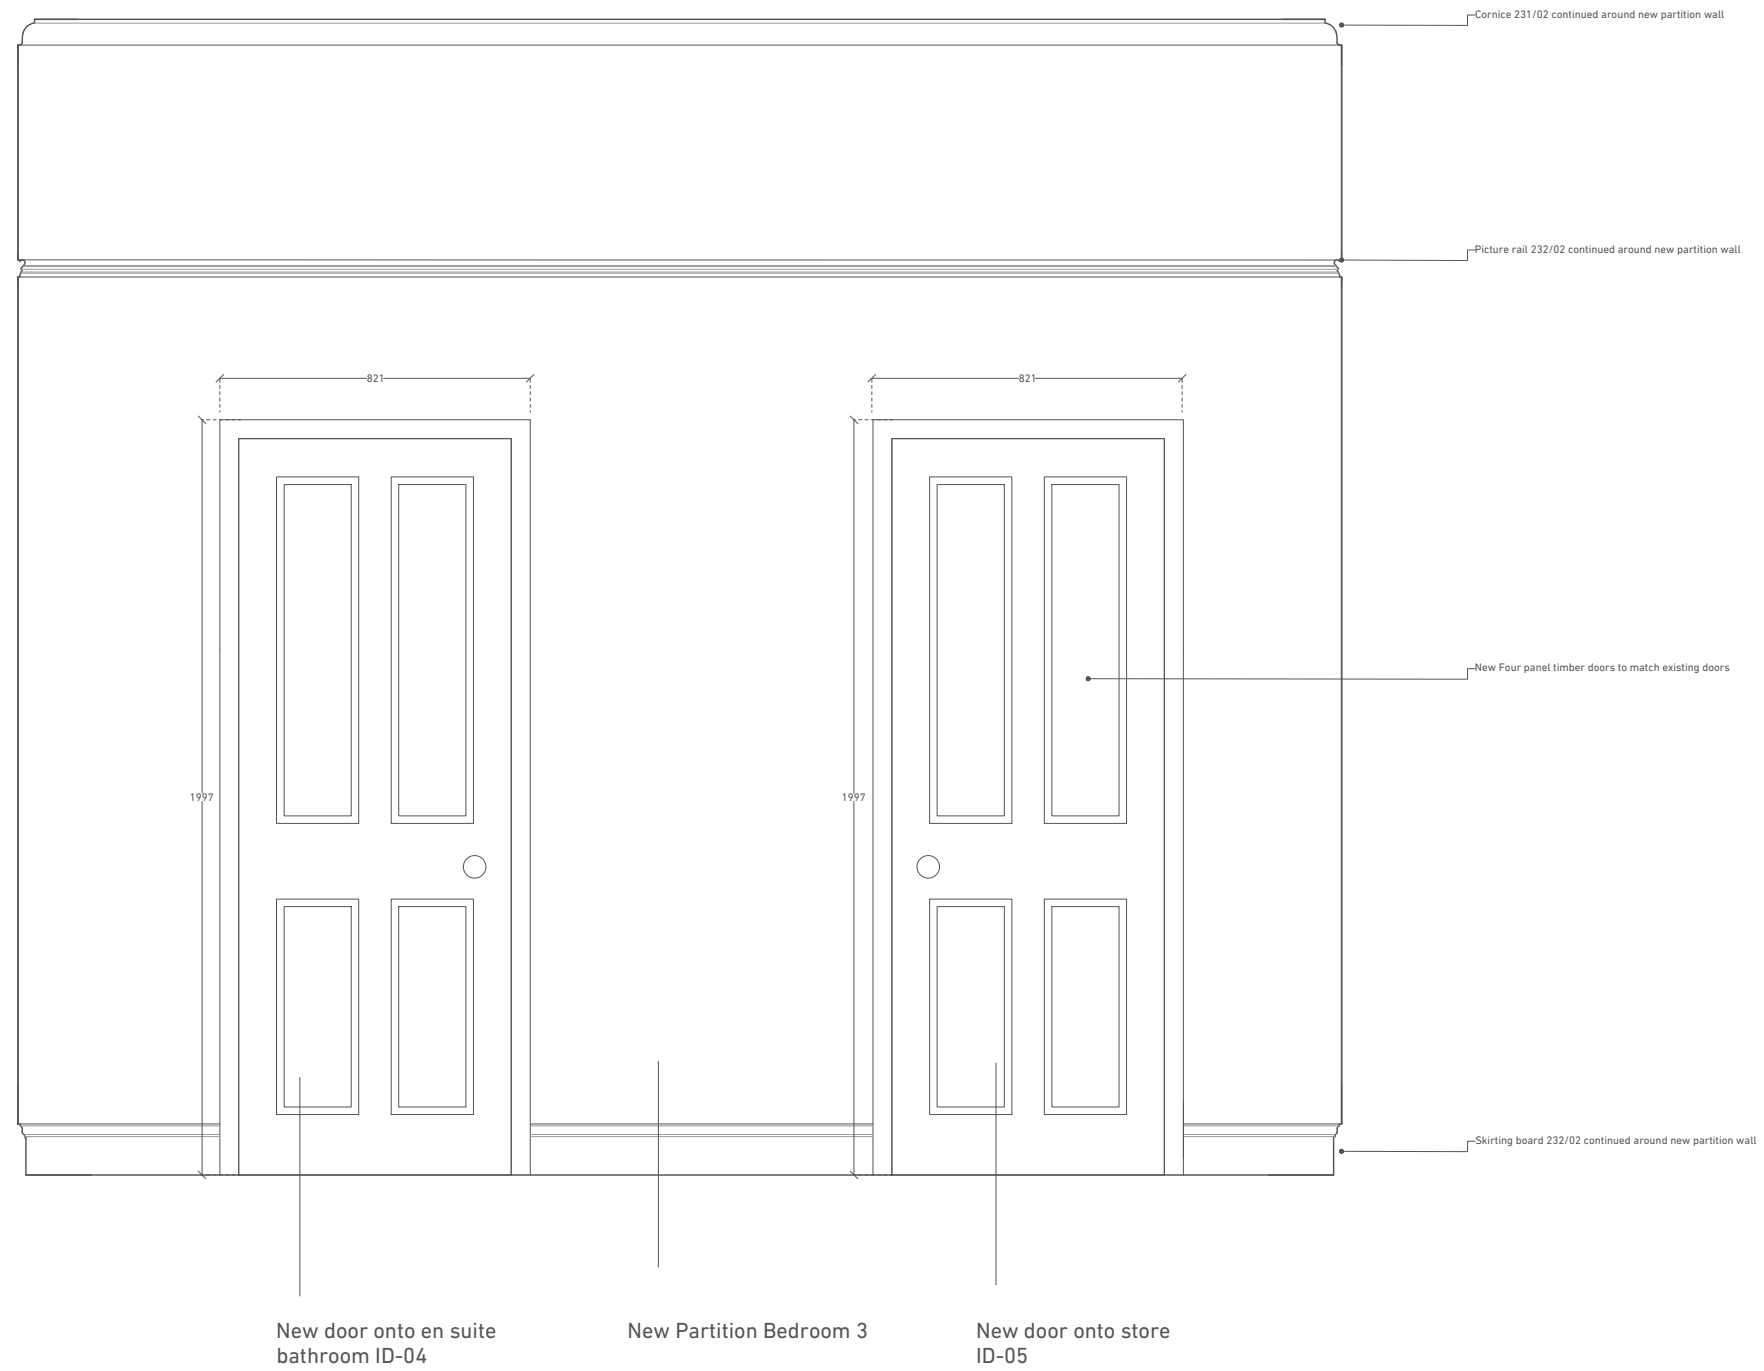 Cornice 231/02 continued around new partition wall
Picture rail 232/02 continued around new partition wall
821
821
New Four panel timber doors to match existing doors
1997
1997
Skirting board 232/02 continued around new partition wall
New door onto en suite
bathroom ID-04
New Partition Bedroom 3
New door onto store
ID-05